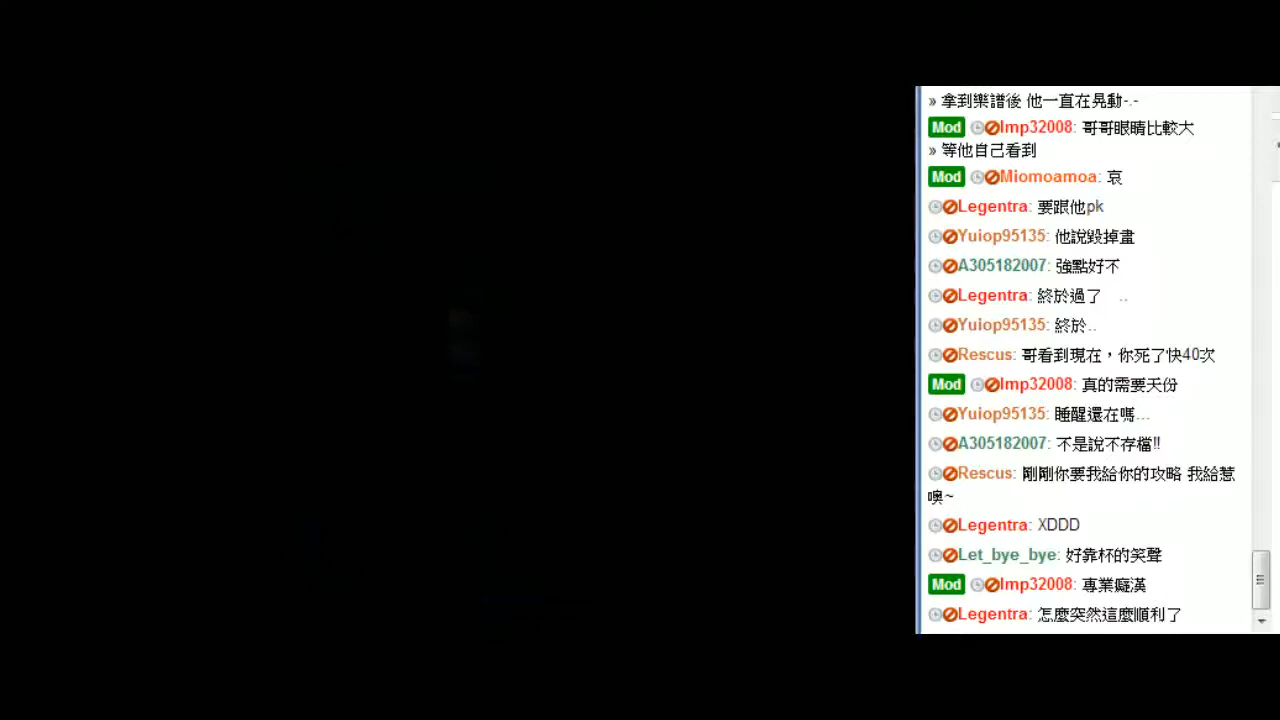 » 拿到樂譜後 他一直在晃動-.-
Mod Imp32008: 哥哥眼睛比較大
» 等他自己看到
Mod Miomoamoa: 哀
Legentra: 要跟他pk
Yuiop95135: 他說毀掉畫
A305182007: 強點好不
Legentra: 終於過了 ..
Yuiop95135: 終於..
Rescus: 哥看到現在，你死了快40次
Mod Imp32008: 真的需要天份
Yuiop95135: 睡醒還在嗎...
A305182007: 不是說不存檔!!
Rescus: 剛剛你要我給你的攻略 我給惹
噢~
Legentra: XDDD
Let_bye_bye: 好靠杯的笑聲
Mod Imp32008: 專業癡漢
Legentra: 怎麼突然這麼順利了